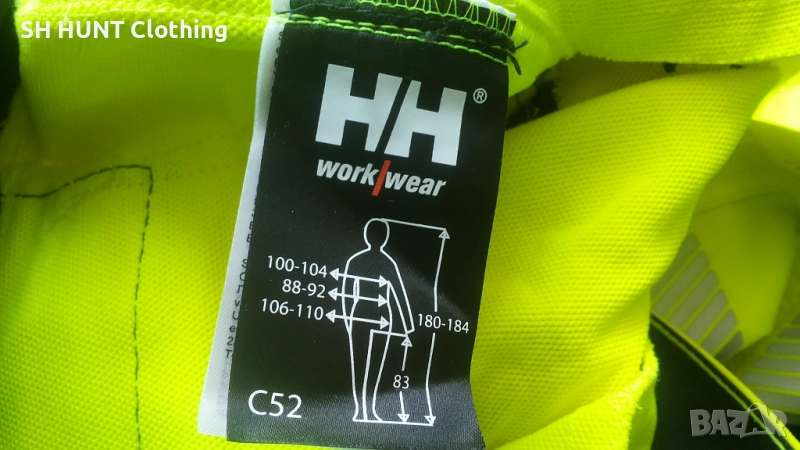 SH HUNT Clothing
HH®
work/wear
100-104
88-92
106-110
180-184
83
C52
BAZAR